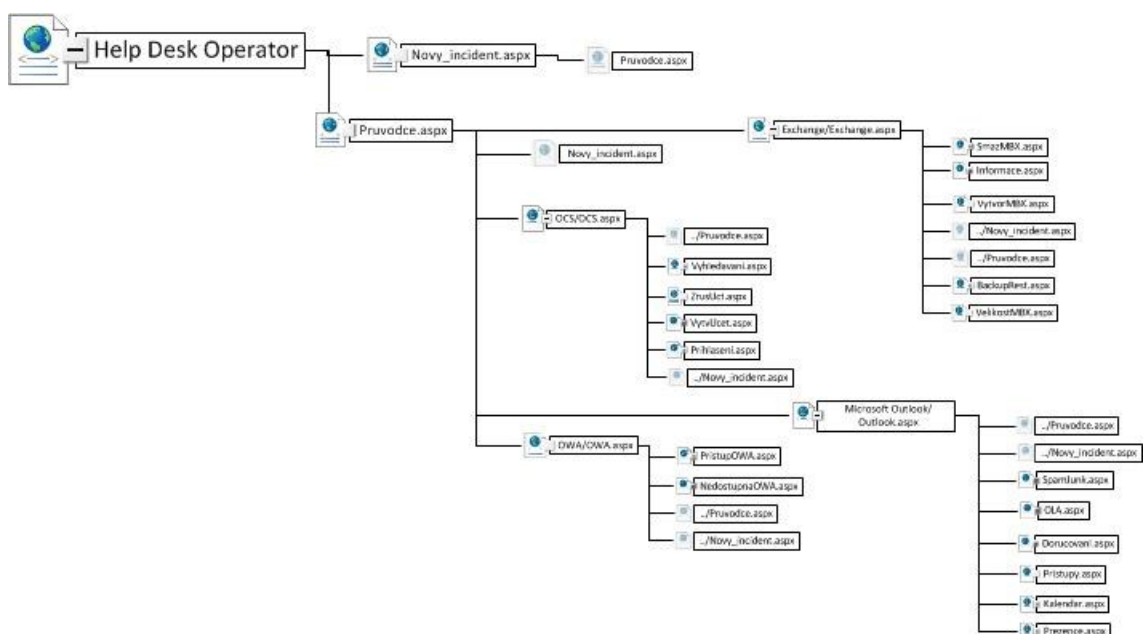 Help Desk Operator
Novy_incident.aspx
Pruvodce.aspx
Pruvodce.aspx
Exchange/Exchange.aspx
SmazMBX.aspx
Informace.aspx
VytvorMBX.aspx
../Novy_incident.aspx
../Pruvodce.aspx
BackupRest.aspx
VelikostMBX.aspx
Novy_incident.aspx
OCS/OCS.aspx
../Pruvodce.aspx
Vyhledavani.aspx
ZrusUct.aspx
VytvUcet.aspx
Prihlaseni.aspx
../Novy_incident.aspx
Microsoft Outlook/
Outlook.aspx
../Pruvodce.aspx
../Novy_incident.aspx
SpamJunk.aspx
OLA.aspx
Dorucovani.aspx
Pristupy.aspx
Kalendar.aspx
Prezence.aspx
OWA/OWA.aspx
PristupOWA.aspx
NedostupnaOWA.aspx
../Pruvodce.aspx
../Novy_incident.aspx